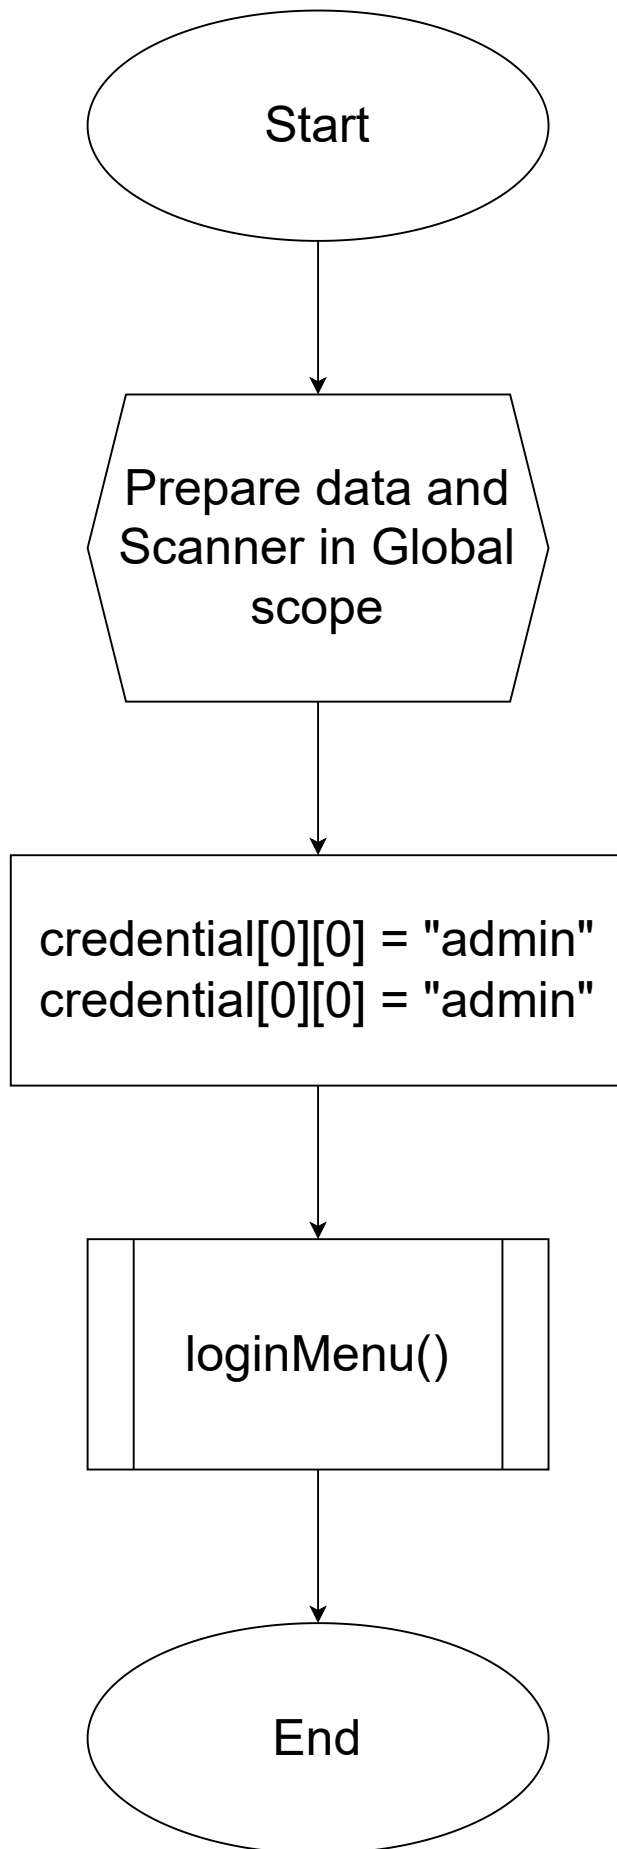 Start
Prepare data and
Scanner in Global
scope
credential[0][0] = "admin"
credential[0][0] = "admin"
loginMenu()
End